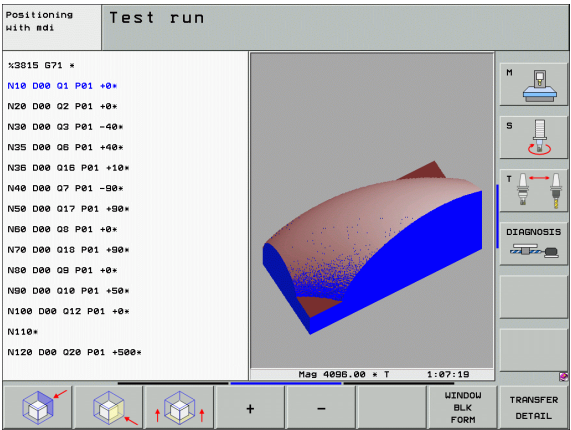 Positioning
with mdi
Test run
%3815 G71 *
N10 D00 Q1 P01 +0*
N20 D00 Q2 P01 +0*
N30 D00 Q3 P01 -40*
N35 D00 Q6 P01 +40*
N36 D00 Q16 P01 +10*
N40 D00 Q7 P01 -90*
N50 D00 Q17 P01 +90*
N60 D00 Q8 P01 +0*
N70 D00 Q18 P01 +90*
N80 D00 Q9 P01 +0*
N90 D00 Q10 P01 +50*
N100 D00 Q12 P01 +0*
N110*
N120 D00 Q20 P01 +500*
Mag 4096.00 * T 1:07:19
M
S
T
DIAGNOSIS
+
-
WINDOW
BLK
FORM
TRANSFER
DETAIL